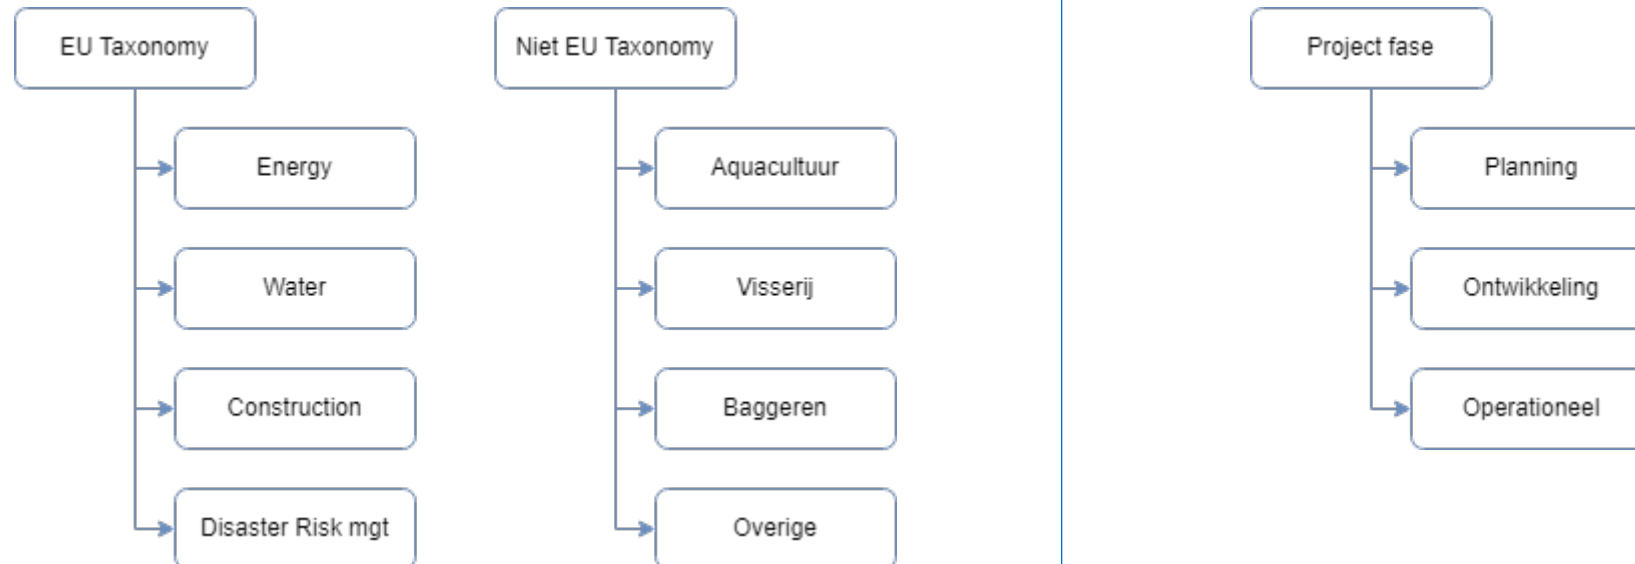 EU Taxonomy
Energy
Water
Construction
Disaster Risk mgt
Niet EU Taxonomy
Aquacultuur
Visserij
Baggeren
Overige
Project fase
Planning
Ontwikkeling
Operationeel